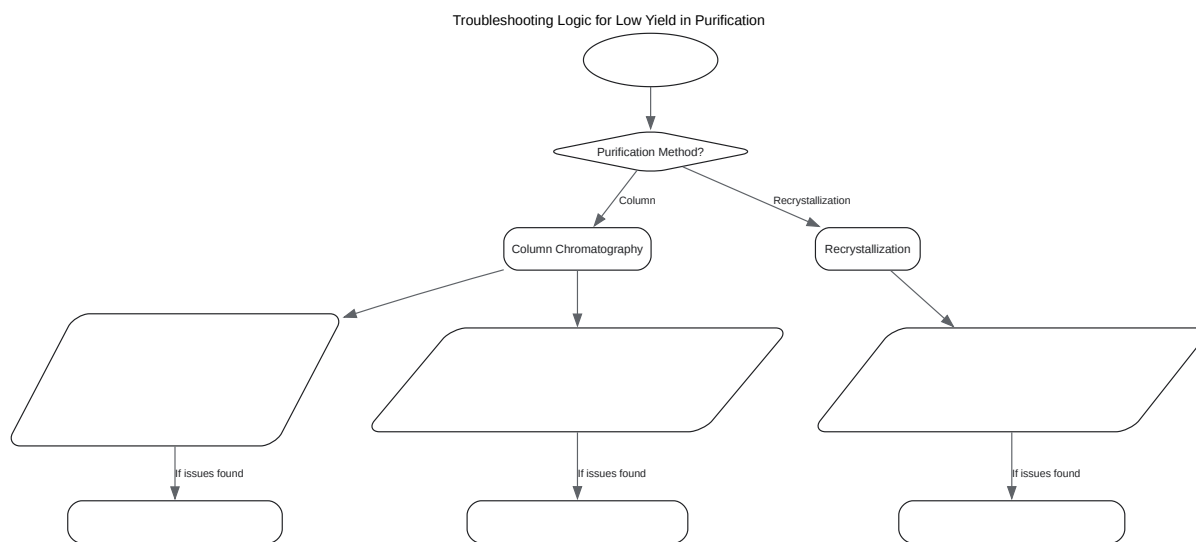 Troubleshooting Logic for Low Yield in Purification
Purification Method?
Column
Recrystallization
Column Chromatography
Recrystallization
If issues found
If issues found
If issues found